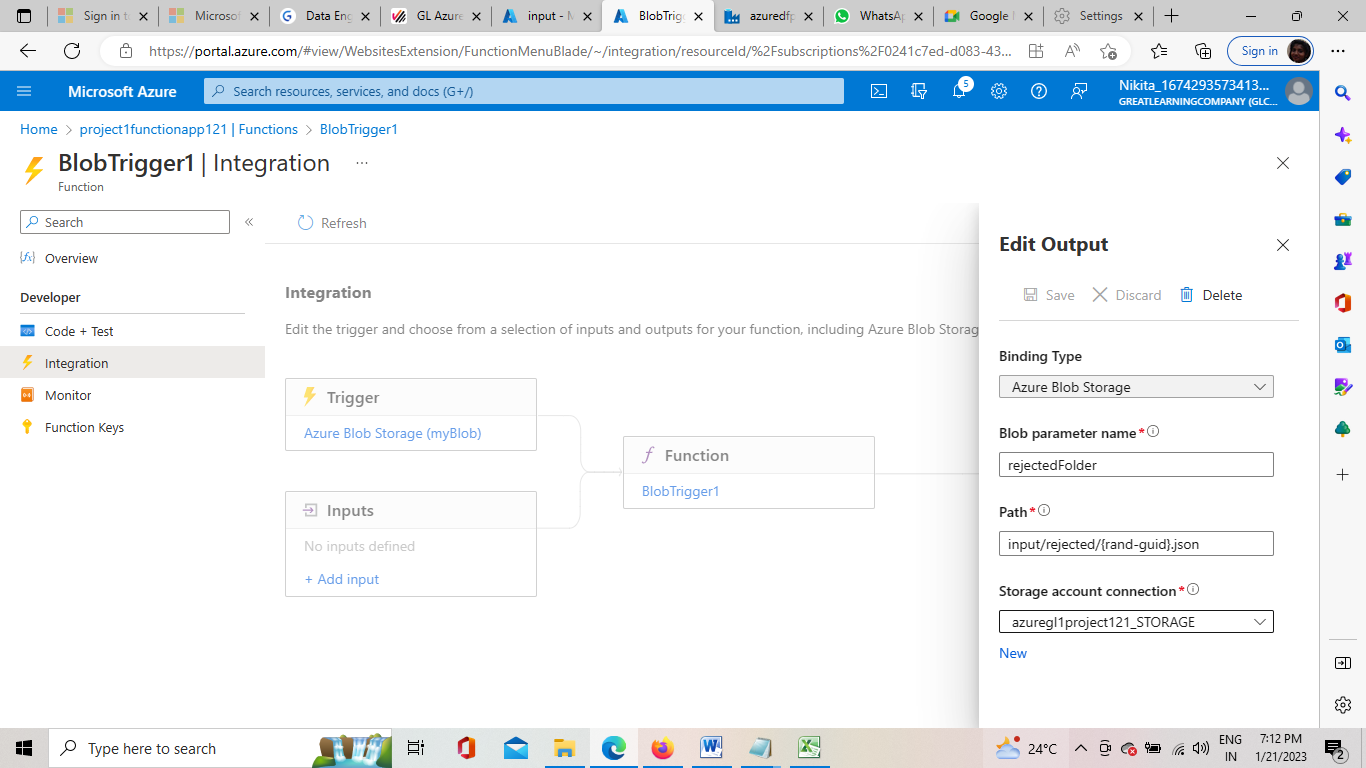 Sign in t
Microsof
Data Eng
GL Azure
input - M
BlobTrigg
azuredfp
WhatsAp
Google M
Settings
https://portal.azure.com/#view/WebsitesExtension/FunctionMenuBlade/~/integration/resourceId/%2Fsubscriptions%2F0241c7ed-d083-43...
Sign in
Microsoft Azure
Search resources, services, and docs (G+/)
5
Nikita_1674293573413...
GREATLEARNINGCOMPANY (GLC...
Home > project1functionapp121 | Functions > BlobTrigger1
BlobTrigger1 | Integration ...
Function
Search
«
Refresh
Overview
Developer
Code + Test
Integration
Monitor
Function Keys
Integration
Edit the trigger and choose from a selection of inputs and outputs for your function, including Azure Blob Storag
Trigger
Azure Blob Storage (myBlob)
Function
BlobTrigger1
Inputs
No inputs defined
+ Add input
Edit Output
Save
Discard
Delete
Binding Type
Azure Blob Storage
Blob parameter name *
rejectedFolder
Path *
input/rejected/{rand-guid}.json
Storage account connection *
azuregl1project121_STORAGE
New
Type here to search
24°C
ENG
IN
7:12 PM
1/21/2023
2